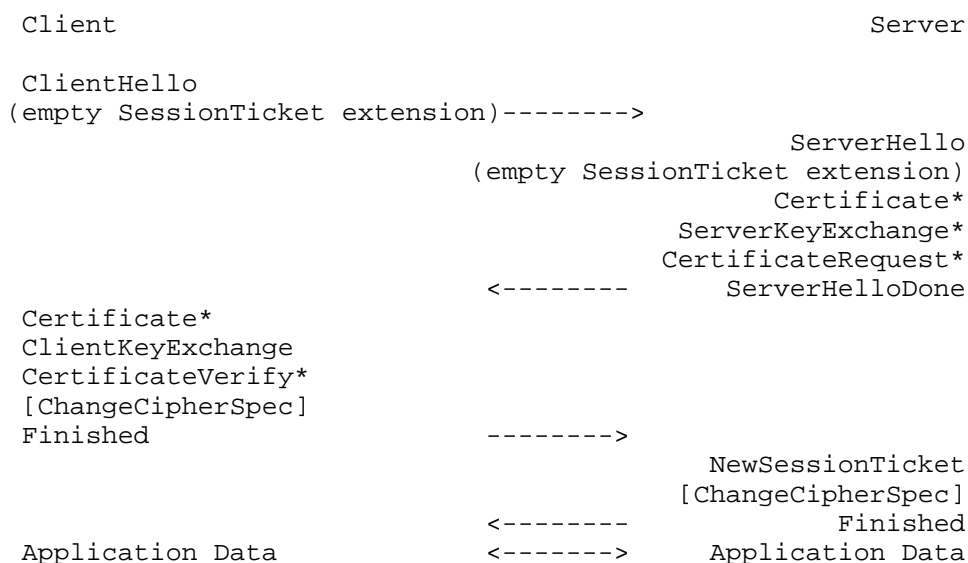 Client                                               Server

ClientHello
(empty SessionTicket extension)-------->
ServerHello
(empty SessionTicket extension)
Certificate*
ServerKeyExchange*
CertificateRequest*
<--------      ServerHelloDone
Certificate*
ClientKeyExchange
CertificateVerify*
[ChangeCipherSpec]
Finished                     -------->
NewSessionTicket
[ChangeCipherSpec]
<--------             Finished
Application Data             <------->     Application Data